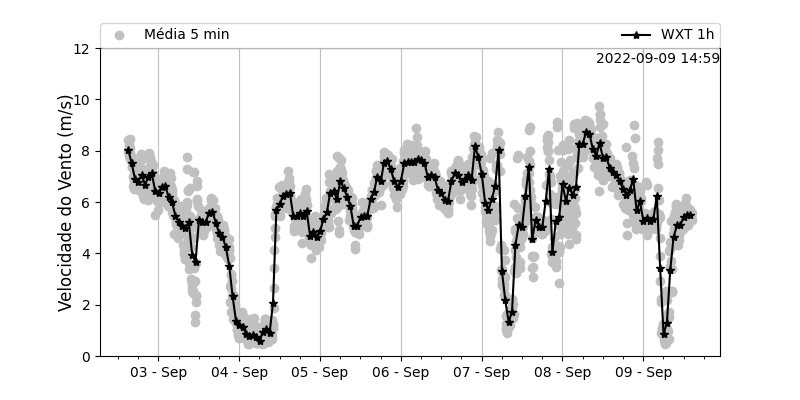 Média 5 min
WXT 1h
2022-09-09 14:59
Velocidade do Vento (m/s)
12
10
8
6
4
2
0
03 - Sep
04 - Sep
05 - Sep
06 - Sep
07 - Sep
08 - Sep
09 - Sep